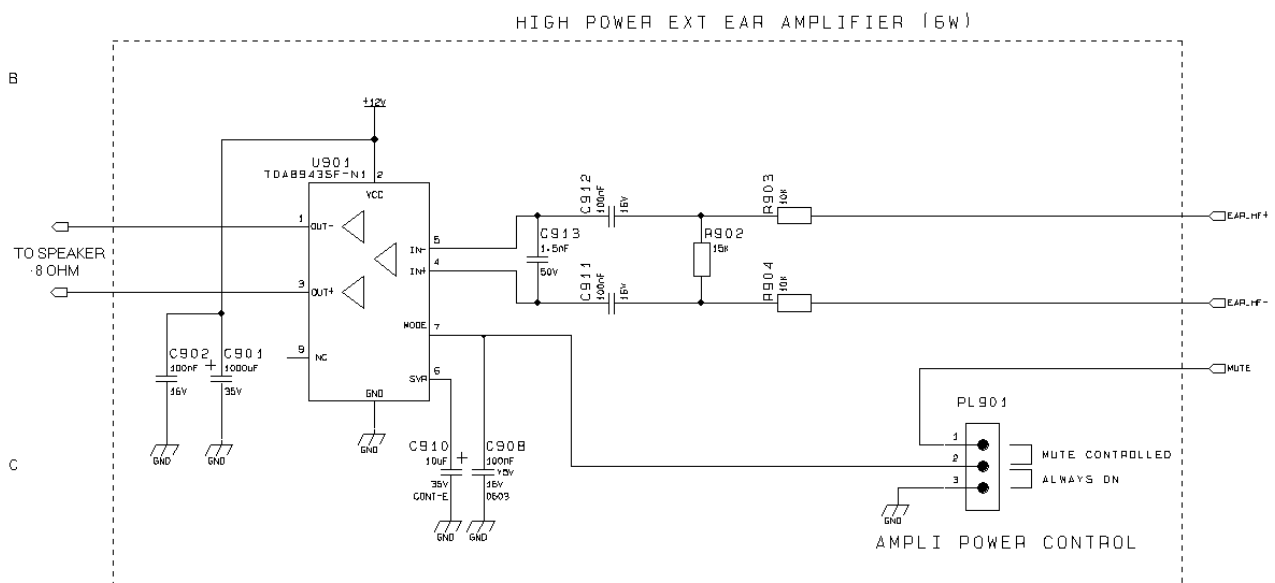 HIGH POWER EXT EAR AMPLIFIER (6W)
B
+12V
U901
TDA8943SF-N1
2
VCC
1
OUT-
TO SPEAKER
8 OHM
3
OUT+
5
IN-
4
IN+
MODE
7
9
NC
SVR
6
GND
C912
100nF
16V
C913
1.5nF
50V
C911
100nF
16V
R902
15K
R903
10K
R904
10K
EAR_HF+
EAR_HF-
MUTE
C902
100nF
16V
C901
+
1000uF
35V
GND
GND
GND
C910
10uF
+
35V
CONT-E
C908
100nF
Y5V
16V
0603
GND
GND
C
PL901
1
2
3
MUTE CONTROLLED
ALWAYS ON
GND
AMPLI POWER CONTROL